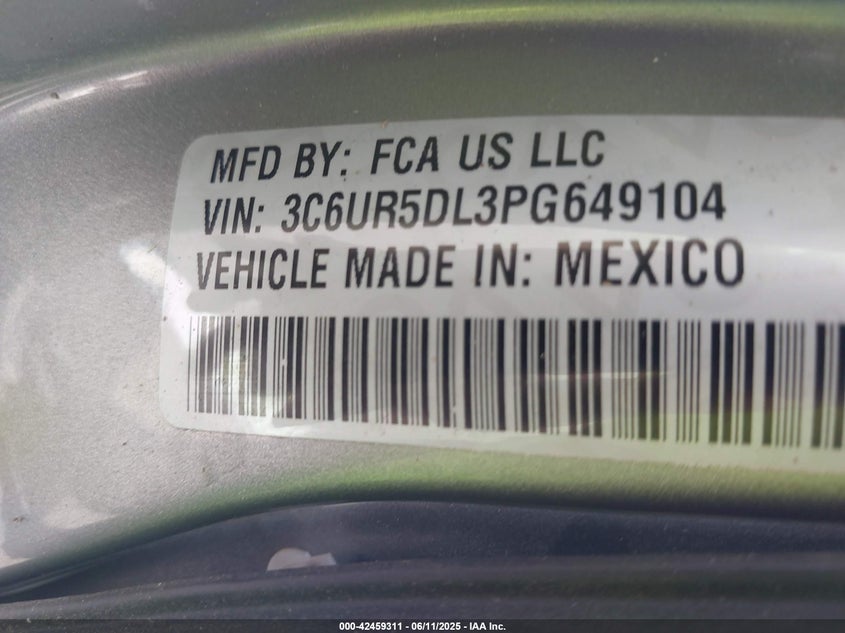 MFD BY: FCA US LLC
VIN: 3C6UR5DL3PG649104
VEHICLE MADE IN: MEXICO
000-42459311 - 06/11/2025 - IAA Inc.